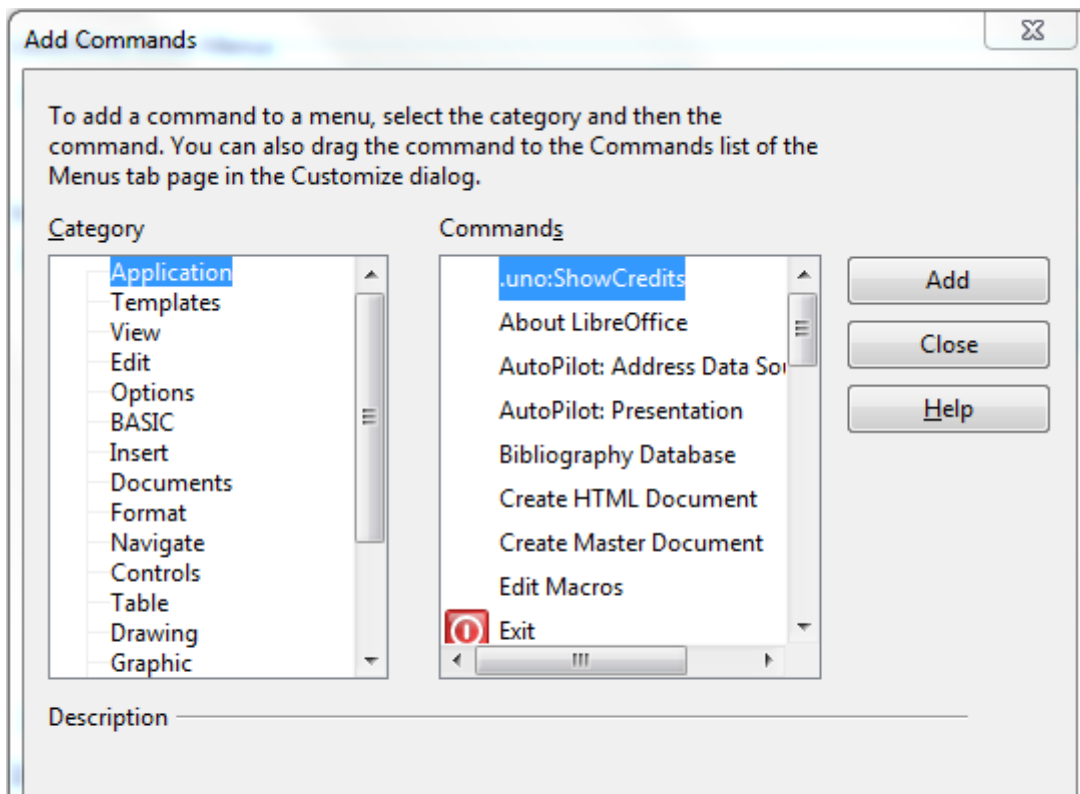 Add Commands
To add a command to a menu, select the category and then the
command. You can also drag the command to the Commands list of the
Menus tab page in the Customize dialog.
Category
Application
Templates
View
Edit
Options
BASIC
Insert
Documents
Format
Navigate
Controls
Table
Drawing
Graphic
Commands
.uno:ShowCredits
About LibreOffice
AutoPilot: Address Data Sou
AutoPilot: Presentation
Bibliography Database
Create HTML Document
Create Master Document
Edit Macros
Exit
Add
Close
Help
Description